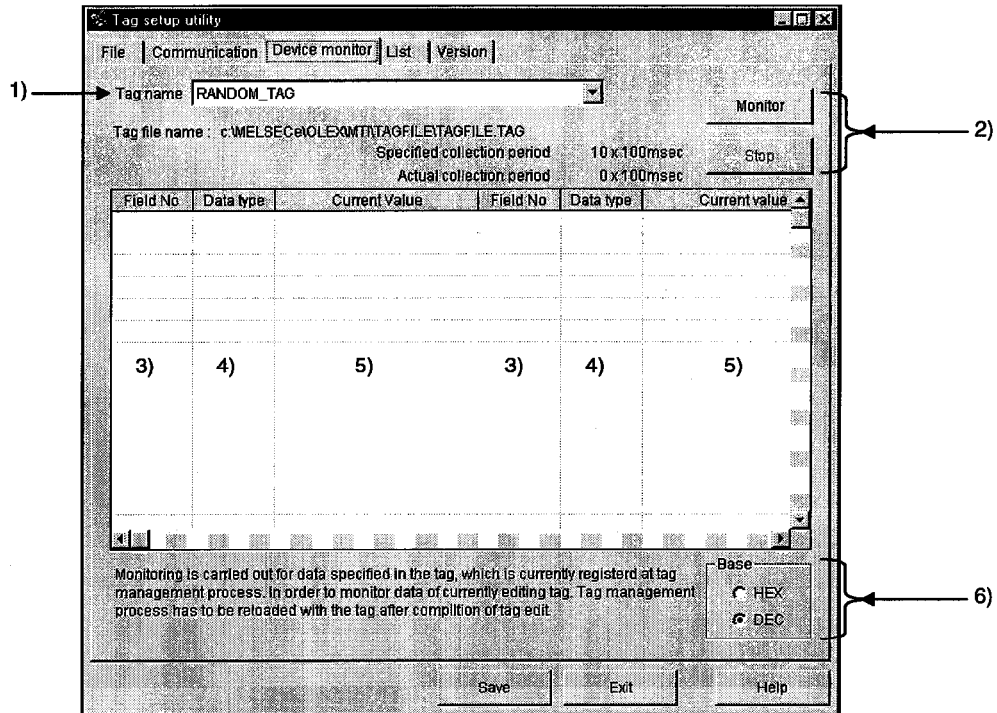 Tag setup utility
File Communication Device monitor List Version
1) Tag name RANDOM_TAG
Monitor
2)
Tag file name : c:\MELSEC\eOLEX\MTI\TAGFILE\TAGFILE.TAG
Specified collection period 10 x 100msec
Stop
Actual collection period 0 x 100msec
Field No Data type Current Value Field No Data type Current value
3) 4) 5) 3) 4) 5)
Monitoring is carrlied out for data specified in the tag, which is currently registerd at tag
management process. In order to monitor data of currently editing tag. Tag management
process has to be reloaded with the tag after complition of tag edit.
Base
HEX
DEC
6)
Save Exit Help